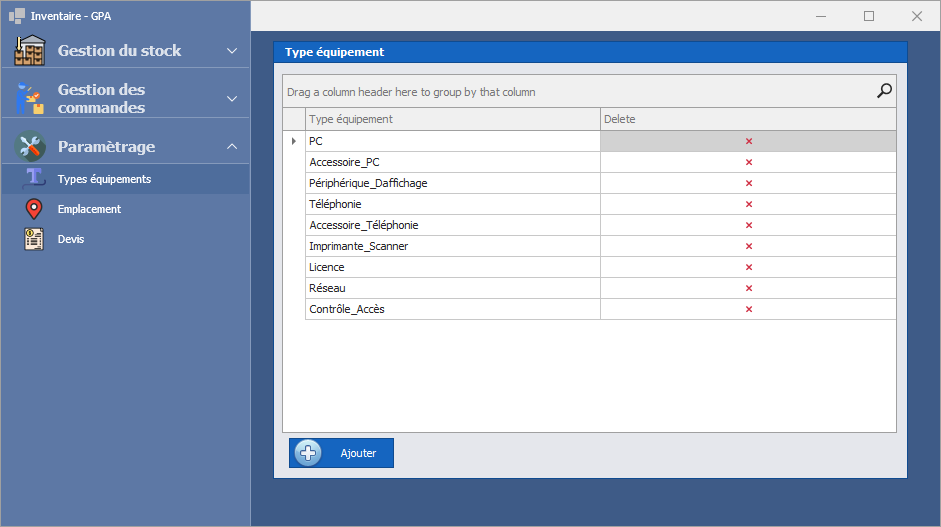 Inventaire - GPA
Gestion du stock
Gestion des
commandes
Paramètrage
Types équipements
Emplacement
Devis
Type équipement
Drag a column header here to group by that column
Type équipement Delete
PC
Accessoire_PC
Périphérique_Daffichage
Téléphonie
Accessoire_Téléphonie
Imprimante_Scanner
Licence
Réseau
Contrôle_Accès
Ajouter